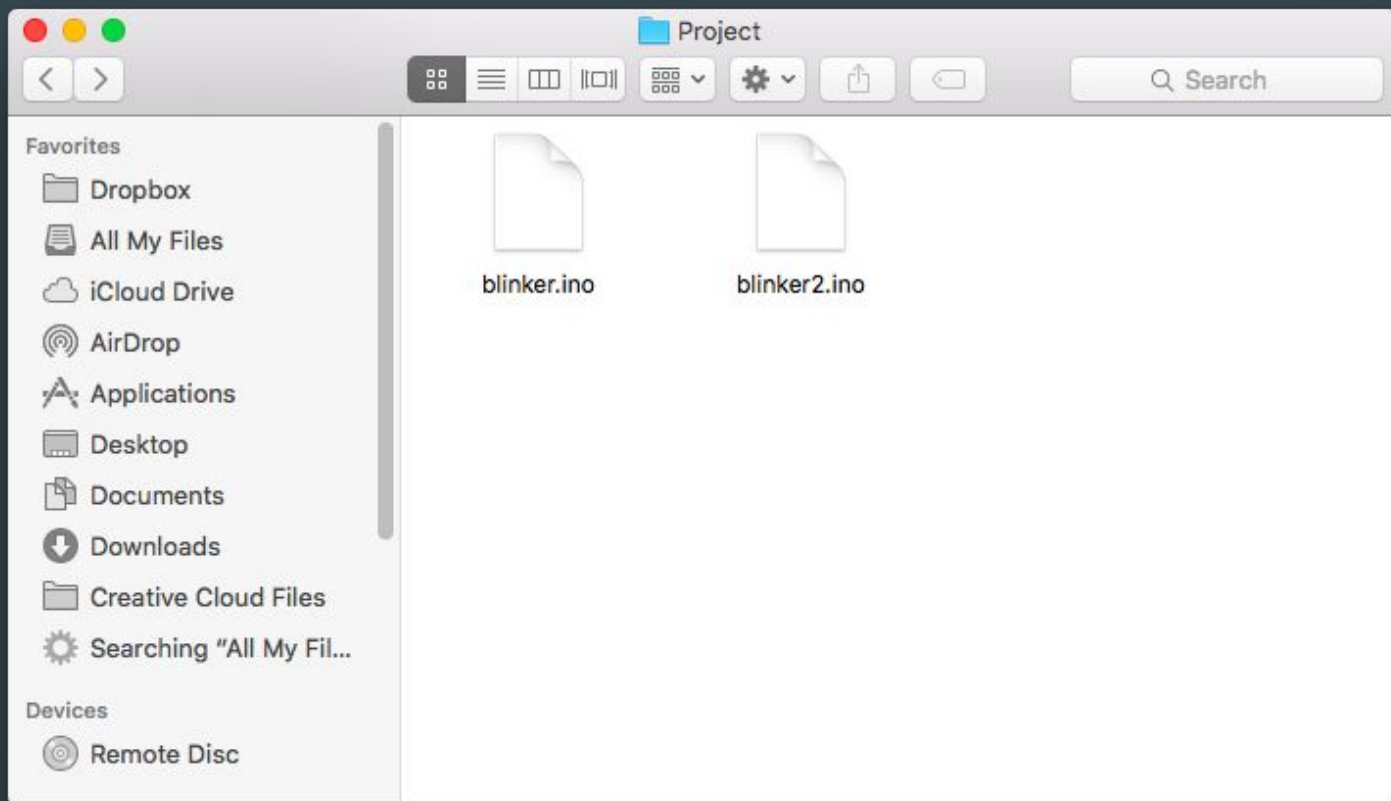 Project
Search
Favorites
Dropbox
All My Files
iCloud Drive
AirDrop
Applications
Desktop
Documents
Downloads
Creative Cloud Files
Searching “All My Fil...
Devices
Remote Disc
blinker.ino
blinker2.ino